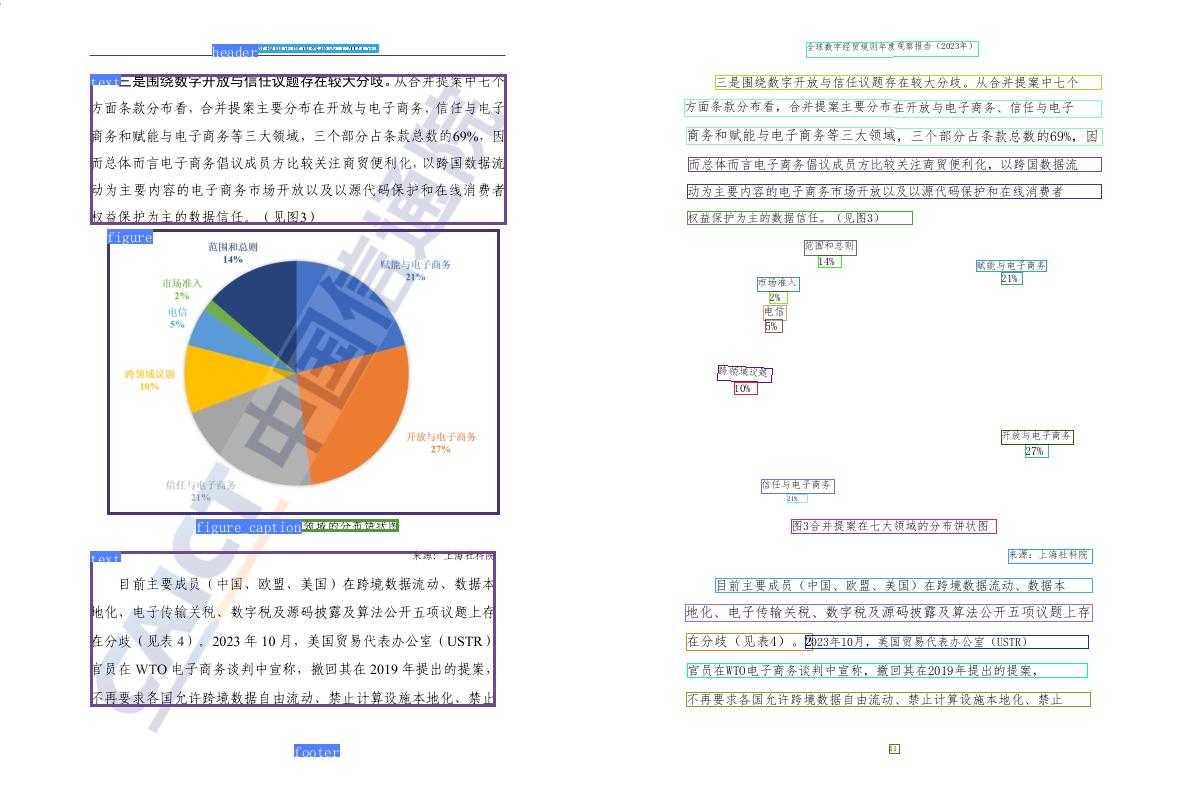 header
text三是围绕数字开放与信任议题存在较大分歧。从合并提案中七个
方面条款分布看，合并提案主要分布在开放与电子商务、信任与电子
商务和赋能与电子商务等三大领域，三个部分占条款总数的69%，因
而总体而言电子商务倡议成员方比较关注商贸便利化，以跨国数据流
动为主要内容的电子商务市场开放以及以源代码保护和在线消费者
权益保护为主的数据信任。（见图3）
figure
范围和总则
14%
赋能与电子商务
21%
市场准入
2%
电信
5%
跨领域议题
10%
开放与电子商务
27%
信任与电子商务
21%
figure_caption领域的分布饼状图
text
来源：上海社科院
目前主要成员（中国、欧盟、美国）在跨境数据流动、数据本
地化、电子传输关税、数字税及源码披露及算法公开五项议题上存
在分歧（见表 4）。2023 年 10 月，美国贸易代表办公室（USTR）
官员在 WTO 电子商务谈判中宣称，撤回其在 2019 年提出的提案，
不再要求各国允许跨境数据自由流动、禁止计算设施本地化、禁止
footer
CAICT 中国信通院
全球数字经贸规则年度观察报告（2023年）
三是围绕数字开放与信任议题存在较大分歧。从合并提案中七个
方面条款分布看，合并提案主要分布在开放与电子商务、信任与电子
商务和赋能与电子商务等三大领域，三个部分占条款总数的69%，因
而总体而言电子商务倡议成员方比较关注商贸便利化，以跨国数据流
动为主要内容的电子商务市场开放以及以源代码保护和在线消费者
权益保护为主的数据信任。（见图3）
范围和总则
14%
赋能与电子商务
21%
市场准入
2%
电信
5%
跨领域议题
10%
开放与电子商务
27%
信任与电子商务
21%
图3合并提案在七大领域的分布饼状图
来源：上海社科院
目前主要成员（中国、欧盟、美国）在跨境数据流动、数据本
地化、电子传输关税、数字税及源码披露及算法公开五项议题上存
在分歧（见表4）。2023年10月，美国贸易代表办公室（USTR）
官员在WTO电子商务谈判中宣称，撤回其在2019年提出的提案，
不再要求各国允许跨境数据自由流动、禁止计算设施本地化、禁止
11